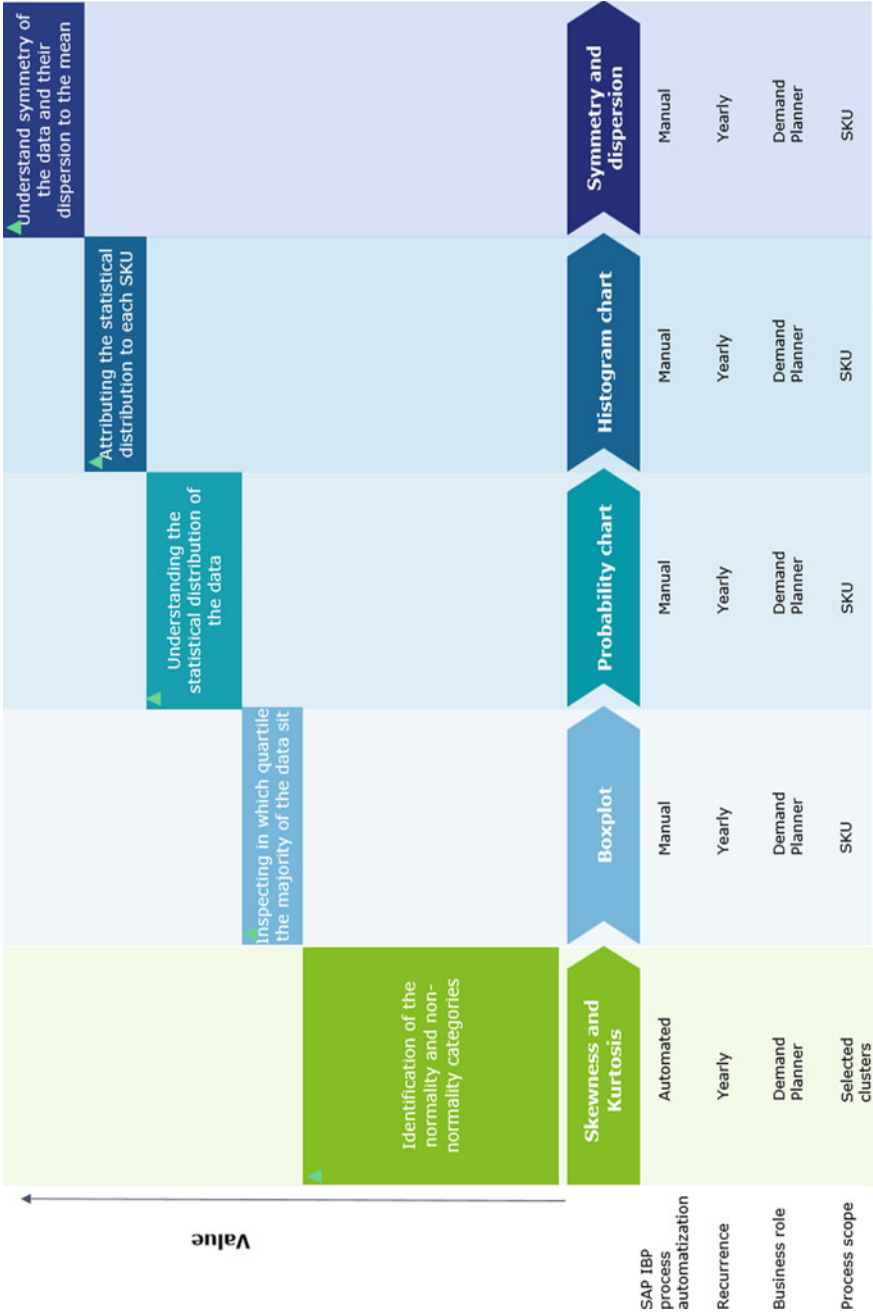 Value
Identification of the
normality and non-
normality categories
Inspecting in which quartile
the majority of the data sit
Understanding the
statistical distribution of
the data
Attributing the statistical
distribution to each SKU
Understand symmetry of
the data and their
dispersion to the mean
Skewness and
Kurtosis
Boxplot
Probability chart
Histogram chart
Symmetry and
dispersion
SAP IBP
process
automatization
Automated
Manual
Manual
Manual
Manual
Recurrence
Yearly
Yearly
Yearly
Yearly
Yearly
Business role
Demand
Planner
Demand
Planner
Demand
Planner
Demand
Planner
Demand
Planner
Process scope
Selected
clusters
SKU
SKU
SKU
SKU